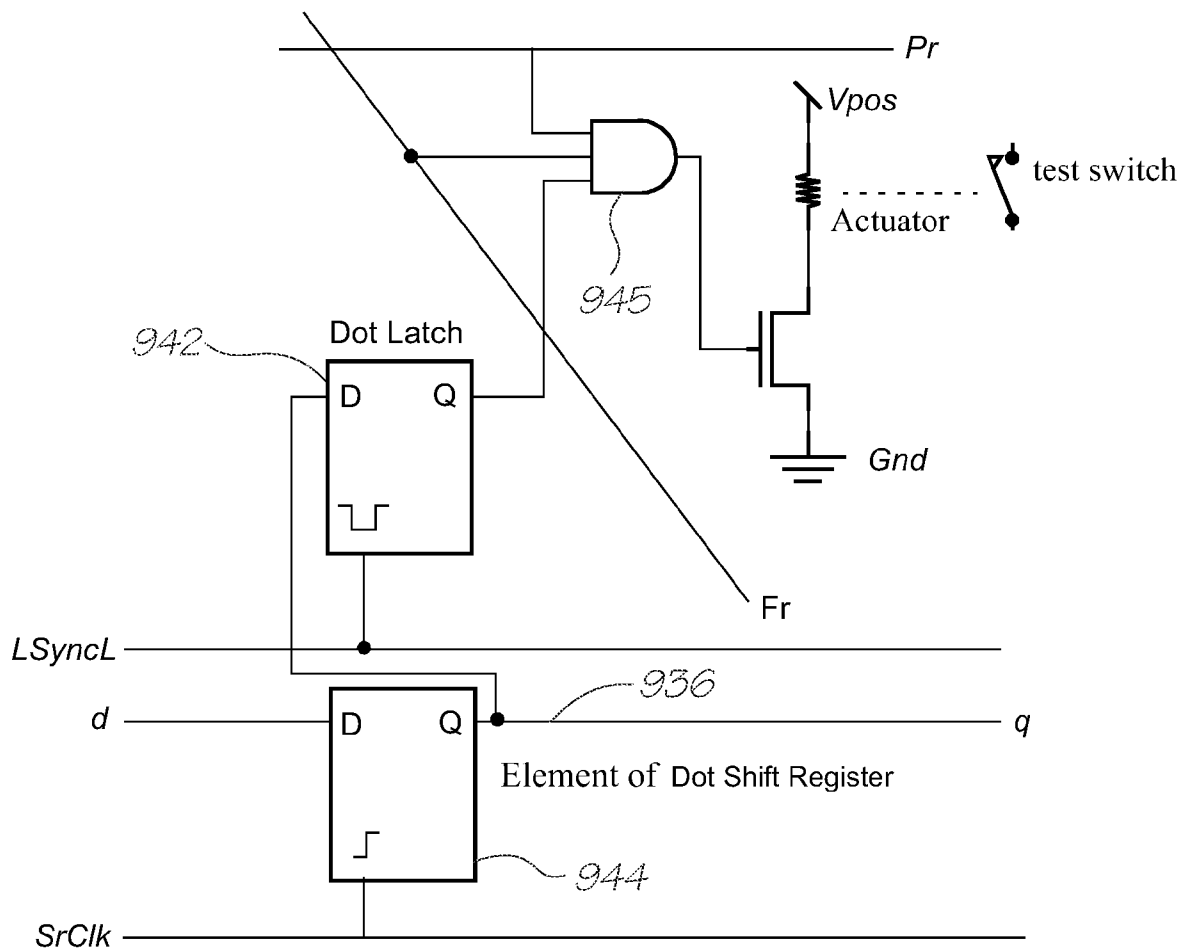 Pr
Vpos
test switch
Actuator
945
942
Dot Latch
D Q
Gnd
Fr
LSyncL
936
d
D Q
q
Element of Dot Shift Register
944
SrClk